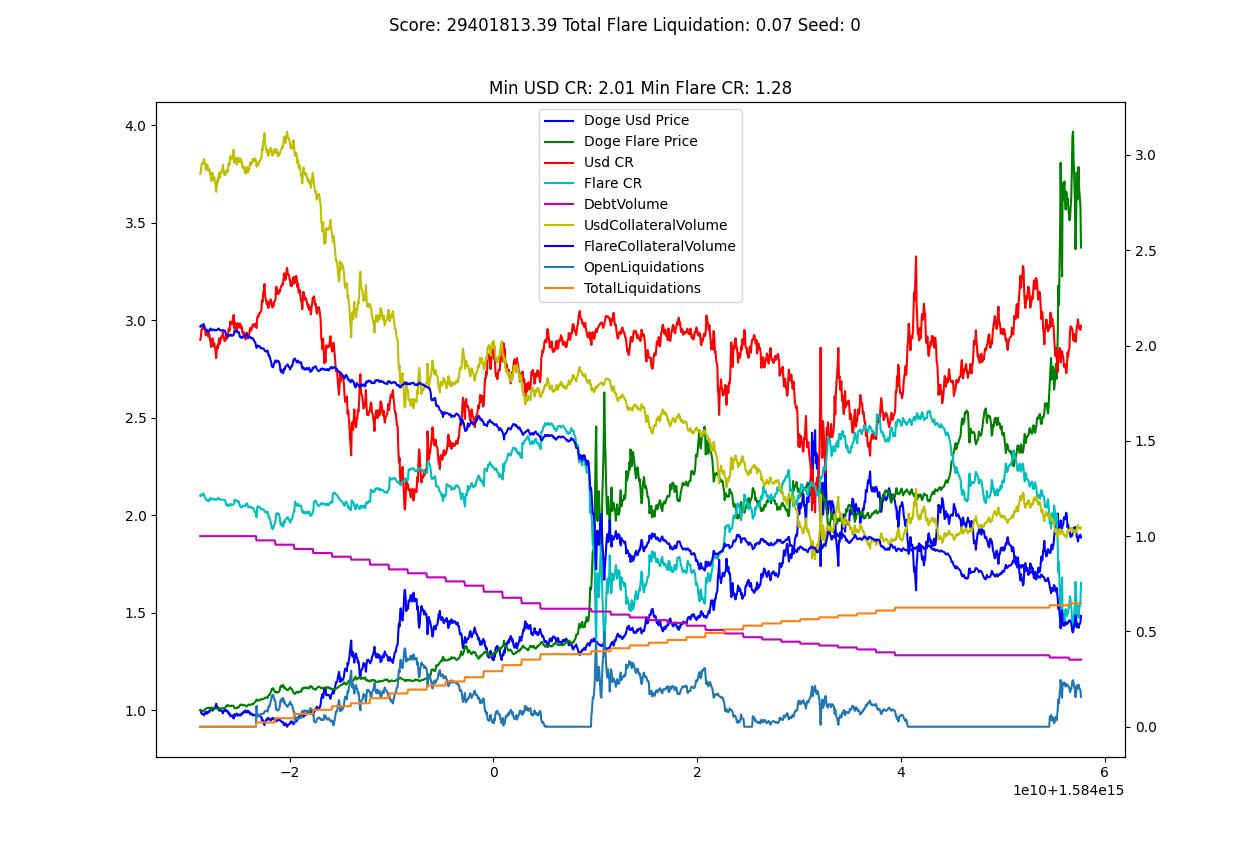 Score: 29401813.39 Total Flare Liquidation: 0.07 Seed: 0
Min USD CR: 2.01 Min Flare CR: 1.28
Doge Usd Price
Doge Flare Price
Usd CR
Flare CR
DebtVolume
UsdCollateralVolume
FlareCollateralVolume
OpenLiquidations
TotalLiquidations
4.0
3.5
3.0
2.5
2.0
1.5
1.0
3.0
2.5
2.0
1.5
1.0
0.5
0.0
−2 0 2 4 6
1e10+1.584e15